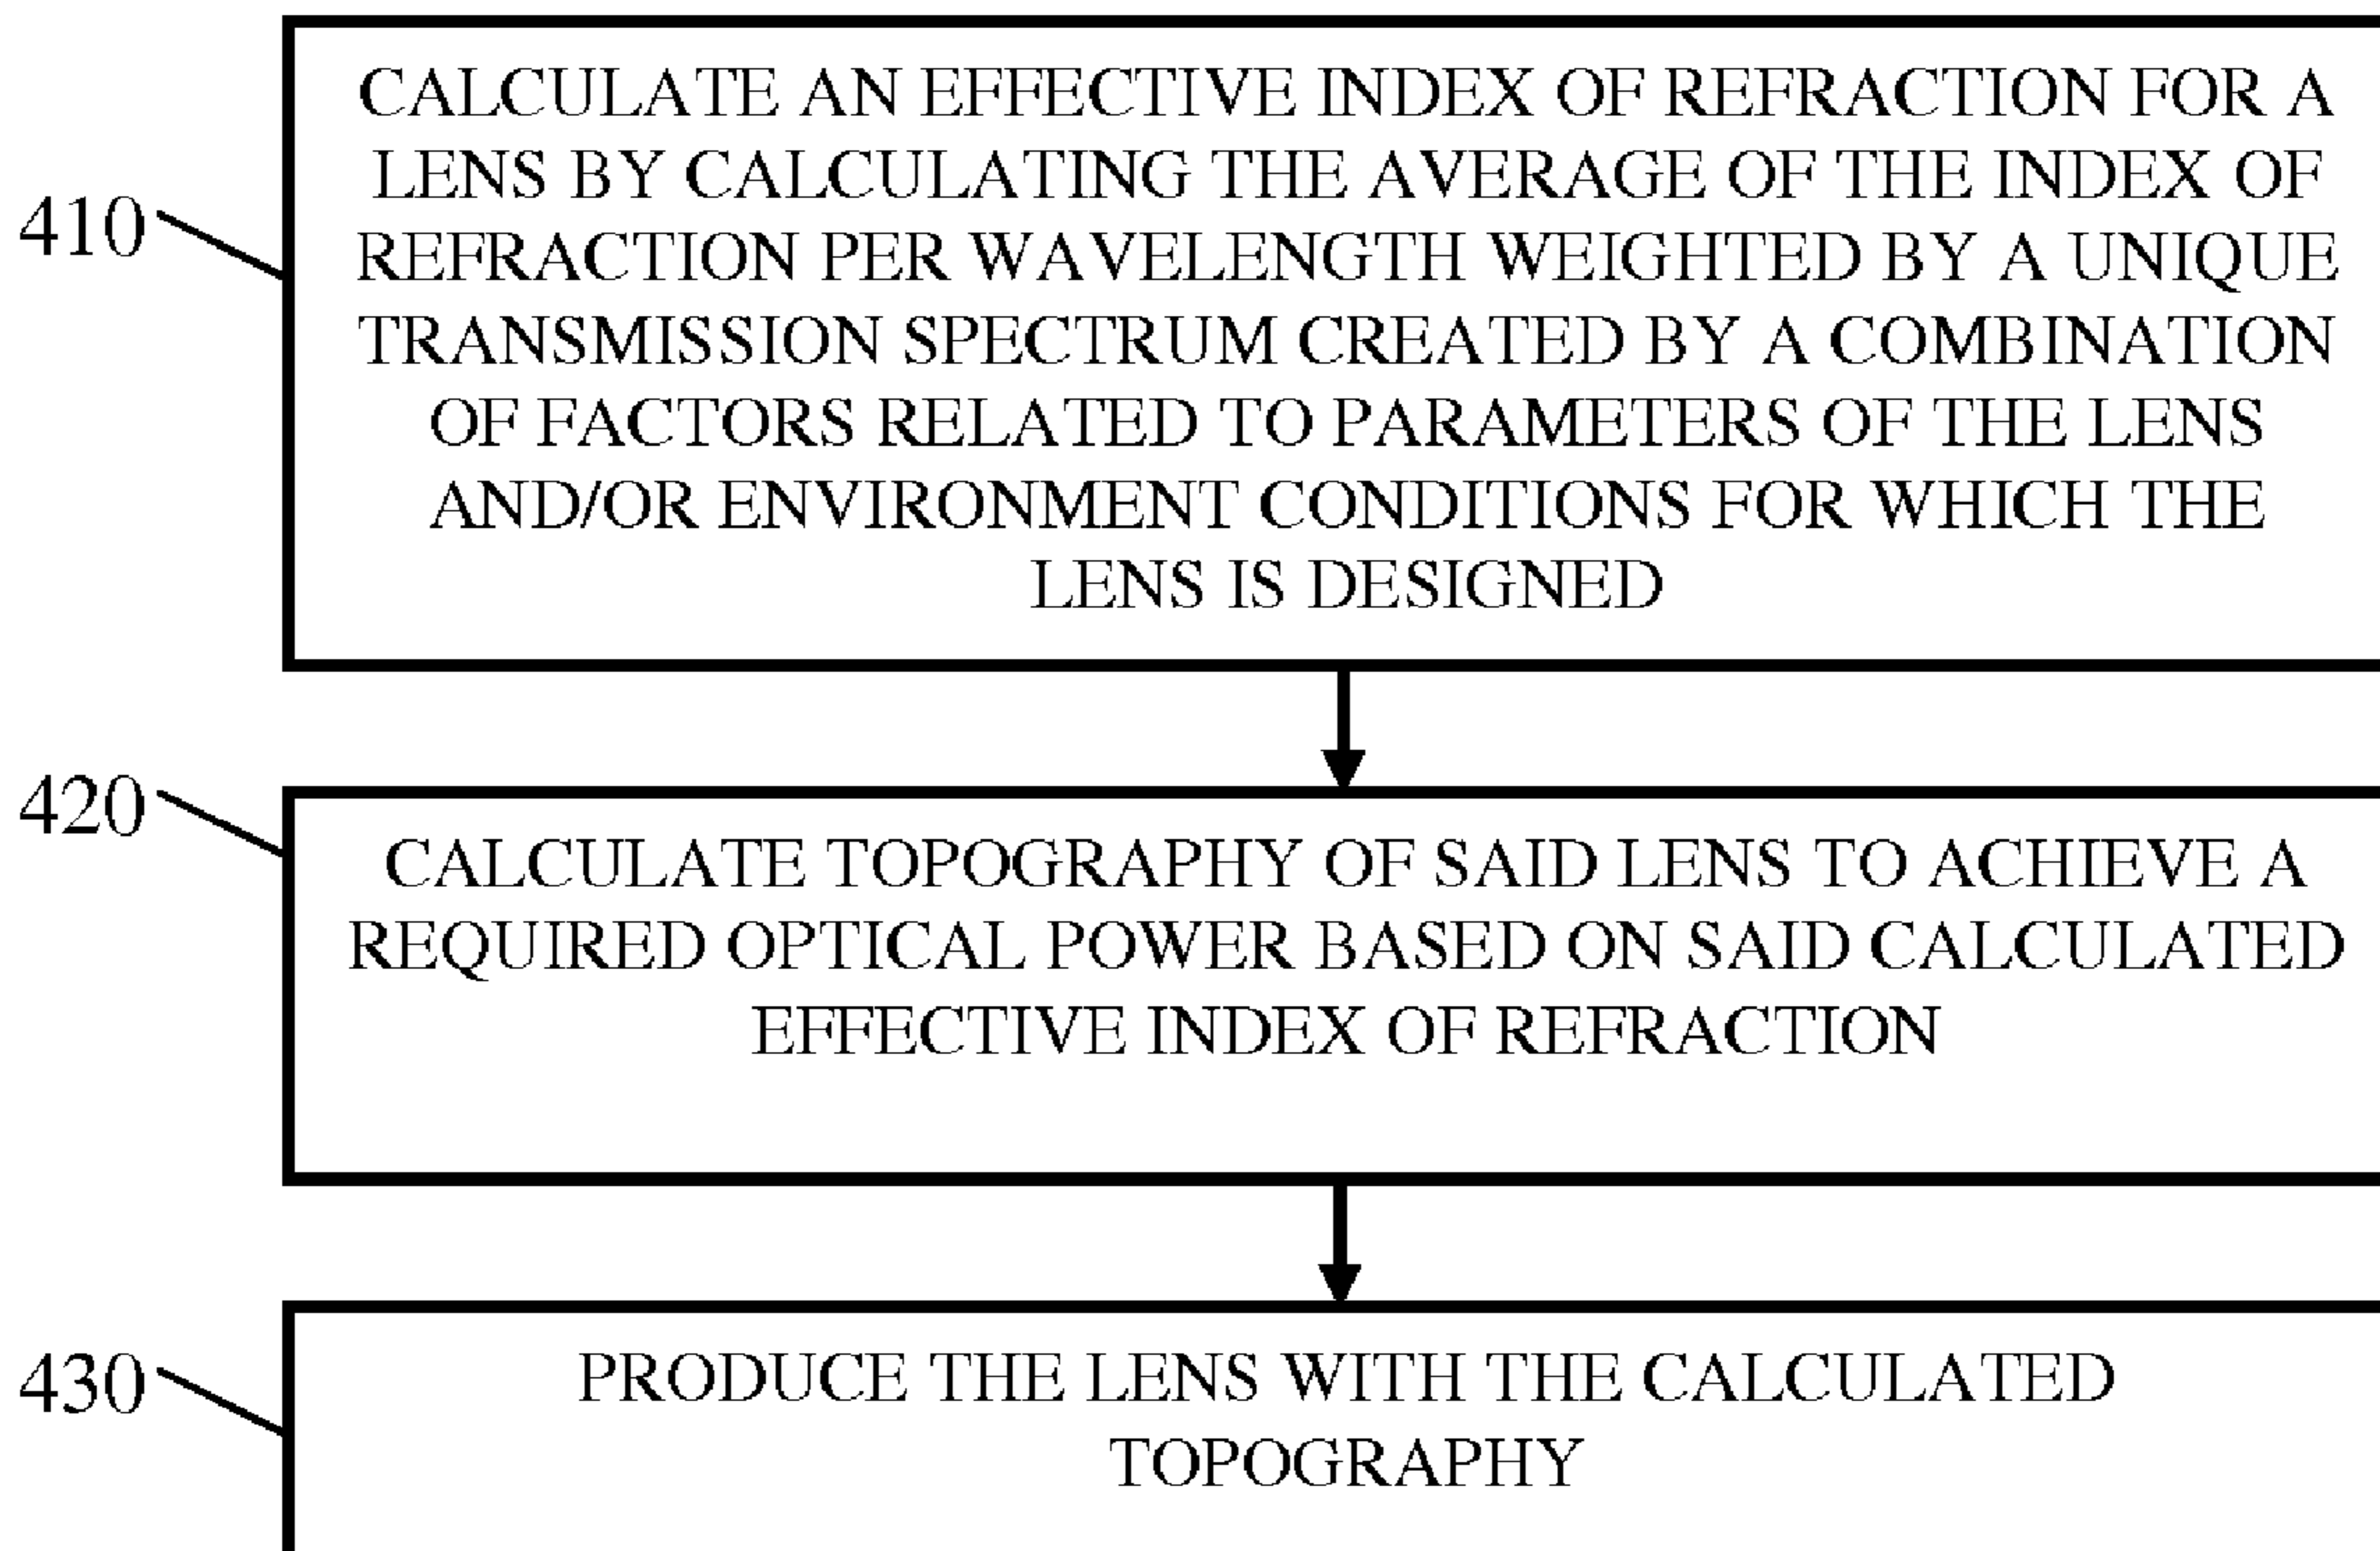 CALCULATE AN EFFECTIVE INDEX OF REFRACTION FOR A
LENS BY CALCULATING THE AVERAGE OF THE INDEX OF
410
REFRACTION PER WAVELENGTH WEIGHTED BY A UNIQUE
TRANSMISSION SPECTRUM CREATED BY A COMBINATION
OF FACTORS RELATED TO PARAMETERS OF THE LENS
AND/OR ENVIRONMENT CONDITIONS FOR WHICH THE
LENS IS DESIGNED
420
CALCULATE TOPOGRAPHY OF SAID LENS TO ACHIEVE A
REQUIRED OPTICAL POWER BASED ON SAID CALCULATED
EFFECTIVE INDEX OF REFRACTION
430
PRODUCE THE LENS WITH THE CALCULATED
TOPOGRAPHY